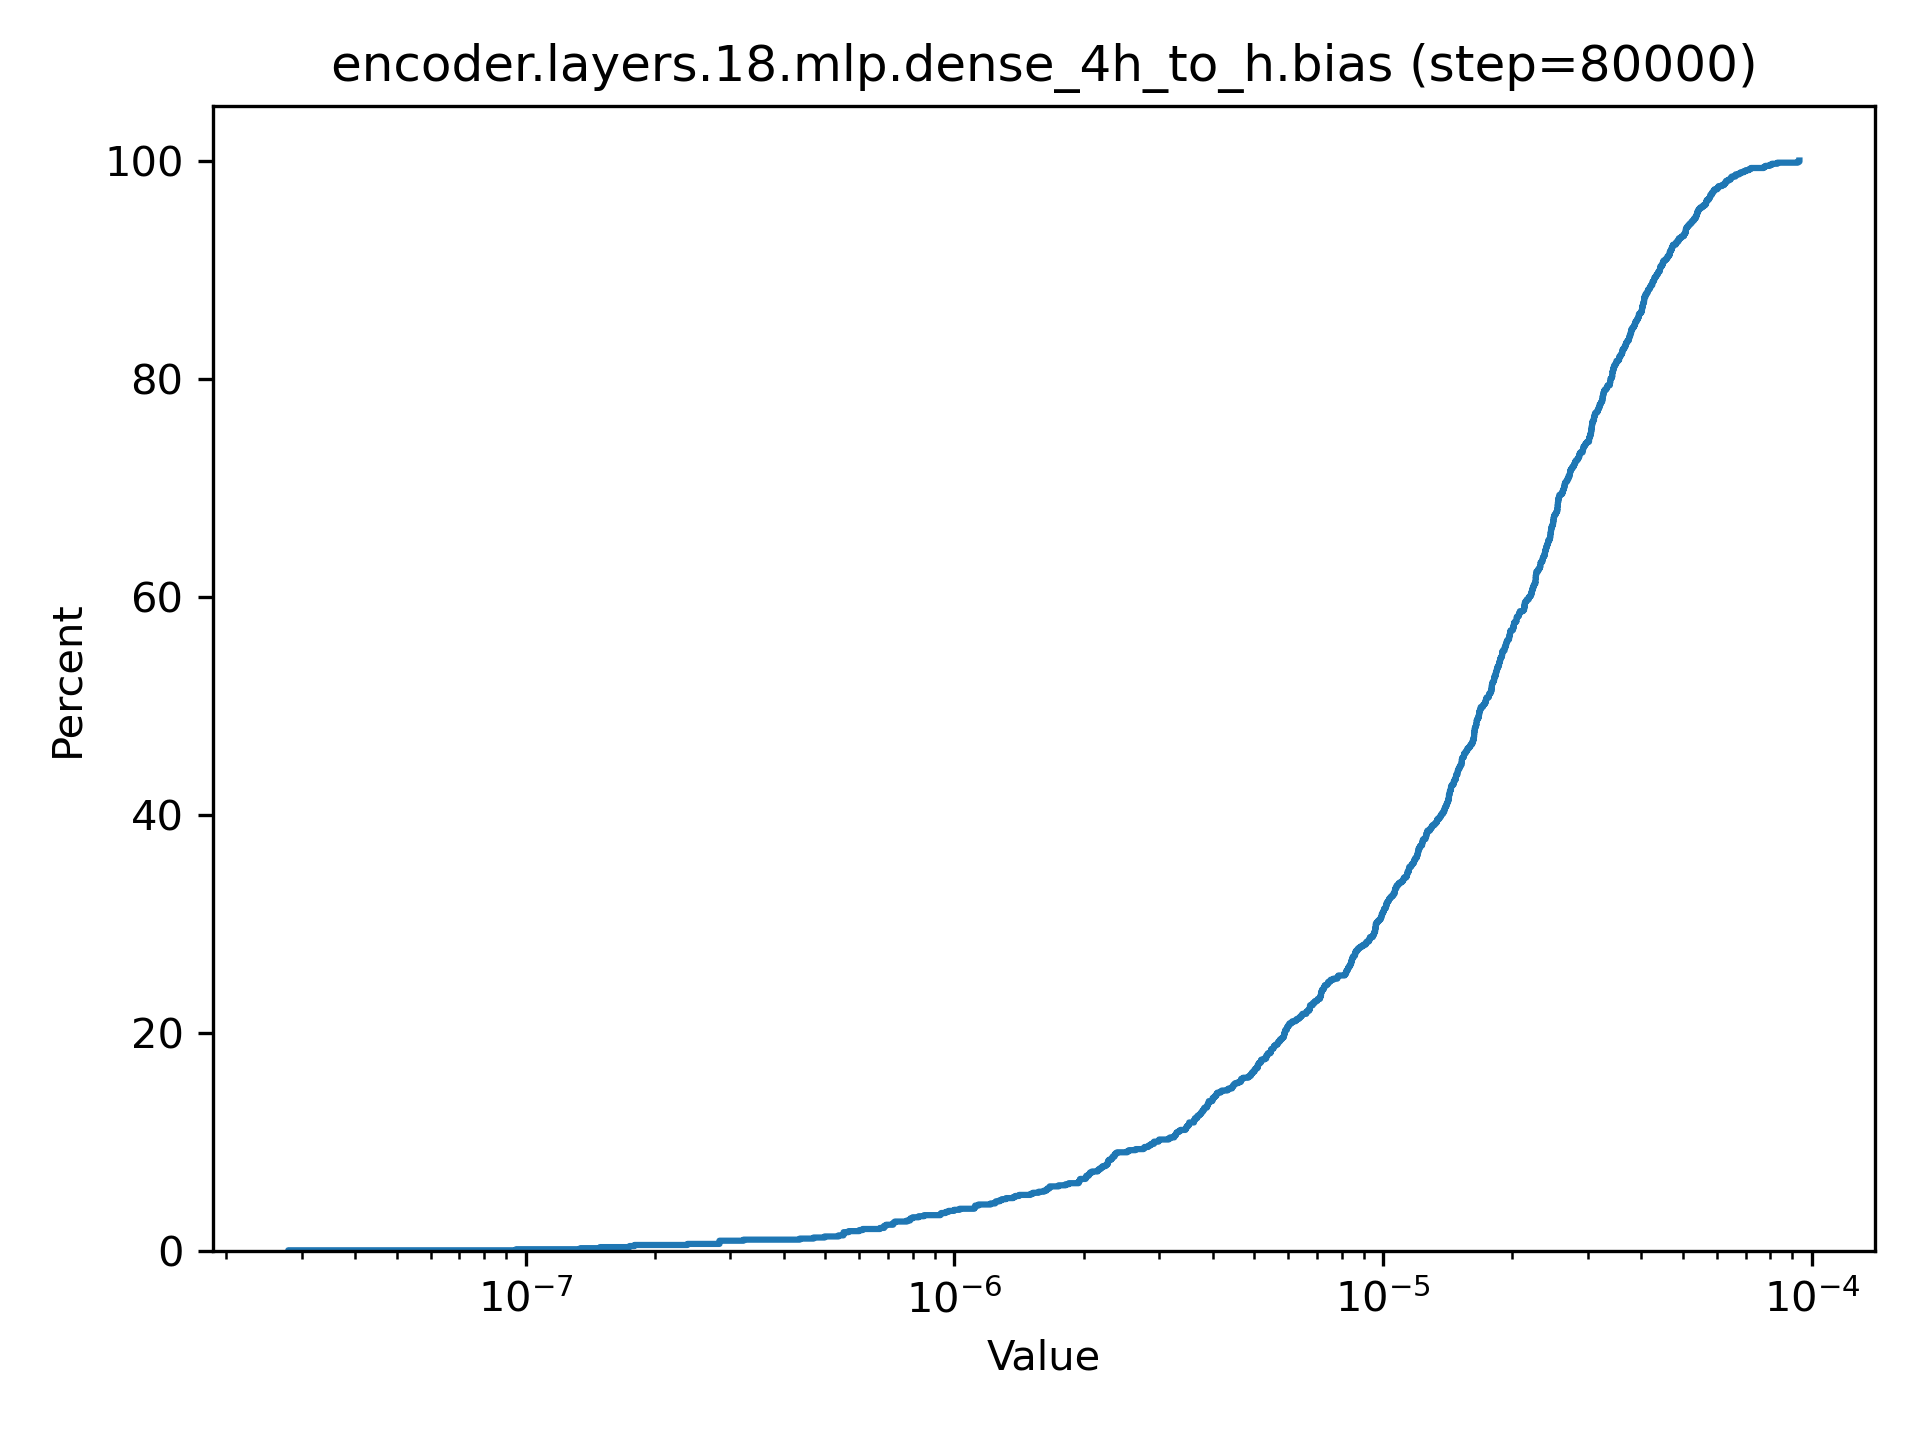 encoder.layers.18.mlp.dense_4h_to_h.bias (step=80000)
100
80
60
40
20
0
Percent
10⁻⁷ 10⁻⁶ 10⁻⁵ 10⁻⁴
Value